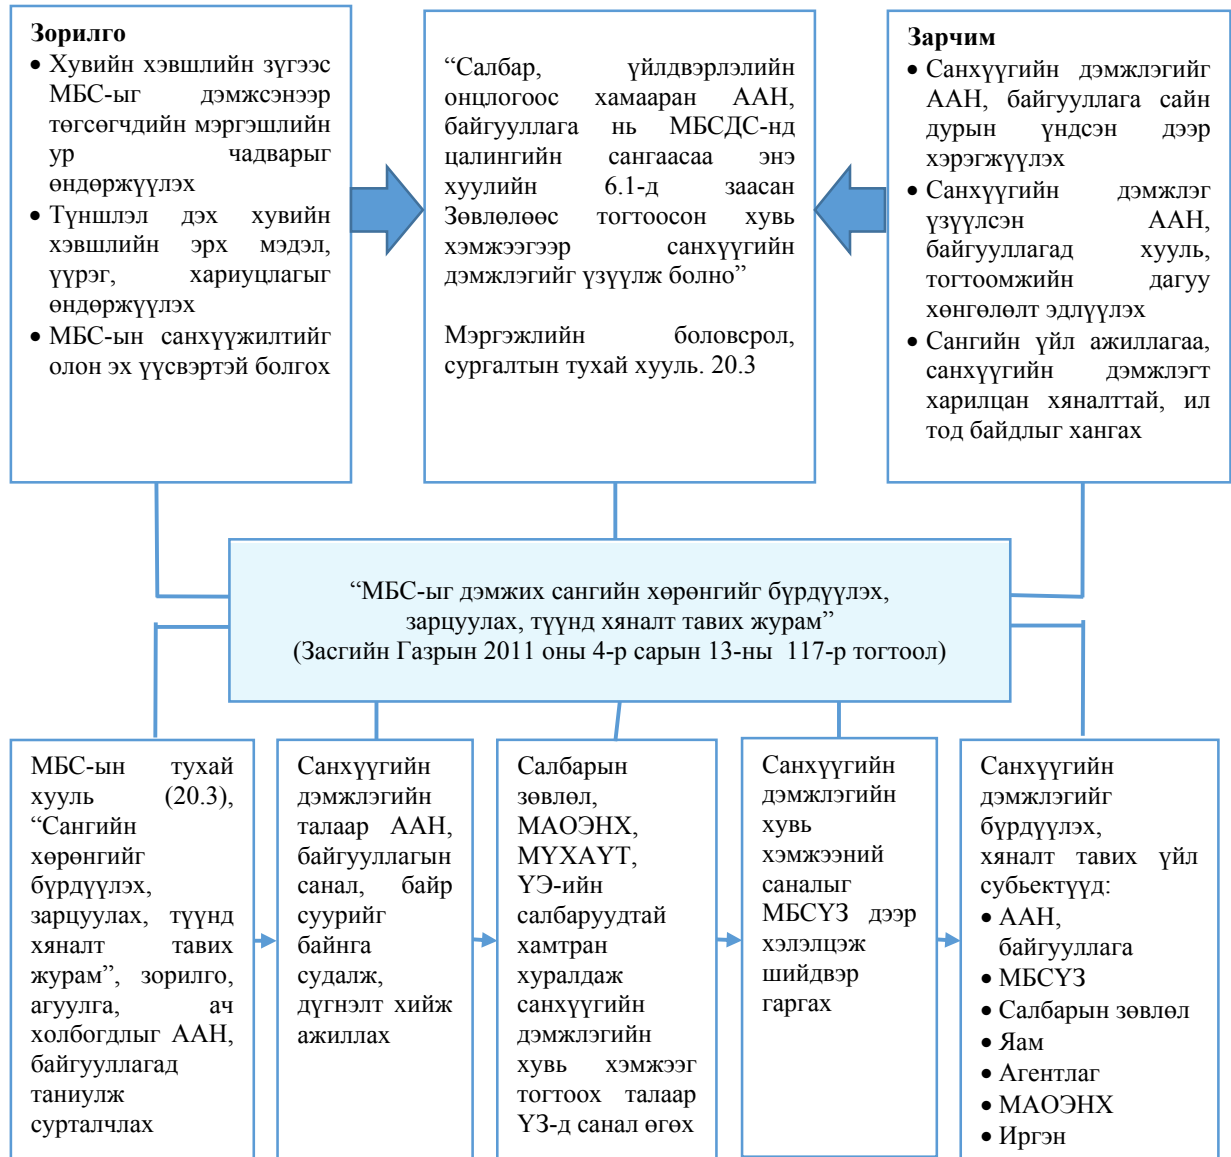 Зорилго
• Хувийн хэвшлийн зүгээс
МБС-ыг дэмжсэнээр
төгсөгчдийн мэргэшлийн
ур чадварыг
өндөржүүлэх
• Түншлэл дэх хувийн
хэвшлийн эрх мэдэл,
үүрэг, хариуцлагыг
өндөржүүлэх
• МБС-ын санхүүжилтийг
олон эх үүсвэртэй болгох
“Салбар, үйлдвэрлэлийн
онцлогоос хамааран ААН,
байгууллага нь МБСДС-нд
цалингийн сангаасаа энэ
хуулийн 6.1-д заасан
Зөвлөлөөс тогтоосон хувь
хэмжээгээр санхүүгийн
дэмжлэгийг үзүүлж болно”
Мэргэжлийн боловсрол,
сургалтын тухай хууль. 20.3
Зарчим
• Санхүүгийн дэмжлэгийг
ААН, байгууллага сайн
дурын үндсэн дээр
хэрэгжүүлэх
• Санхүүгийн дэмжлэг
үзүүлсэн ААН,
байгууллагад хууль,
тогтоомжийн дагуу
хөнгөлөлт эдлүүлэх
• Сангийн үйл ажиллагаа,
санхүүгийн дэмжлэгт
харилцан хяналттай, ил
тод байдлыг хангах
“МБС-ыг дэмжих сангийн хөрөнгийг бүрдүүлэх,
зарцуулах, түүнд хяналт тавих журам”
(Засгийн Газрын 2011 оны 4-р сарын 13-ны 117-р тогтоол)
МБС-ын тухай
хууль (20.3),
“Сангийн
хөрөнгийг
бүрдүүлэх,
зарцуулах, түүнд
хяналт тавих
журам”, зорилго,
агуулга, ач
холбогдлыг ААН,
байгууллагад
таниулж
сурталчлах
Санхүүгийн
дэмжлэгийн
талаар ААН,
байгууллагын
санал, байр
суурийг
байнга
судалж,
дүгнэлт хийж
ажиллах
Салбарын
зөвлөл,
МАОЭНХ,
МҮХАҮТ,
ҮЭ-ийн
салбаруудтай
хамтран
хуралдаж
санхүүгийн
дэмжлэгийн
хувь хэмжээг
тогтоох талаар
ҮЗ-д санал өгөх
Санхүүгийн
дэмжлэгийн
хувь
хэмжээний
саналыг
МБСҮЗ дээр
хэлэлцэж
шийдвэр
гаргах
Санхүүгийн
дэмжлэгийг
бүрдүүлэх,
хяналт тавих үйл
субьектүүд:
• ААН,
байгууллага
• МБСҮЗ
• Салбарын зөвлөл
• Яам
• Агентлаг
• МАОЭНХ
• Иргэн